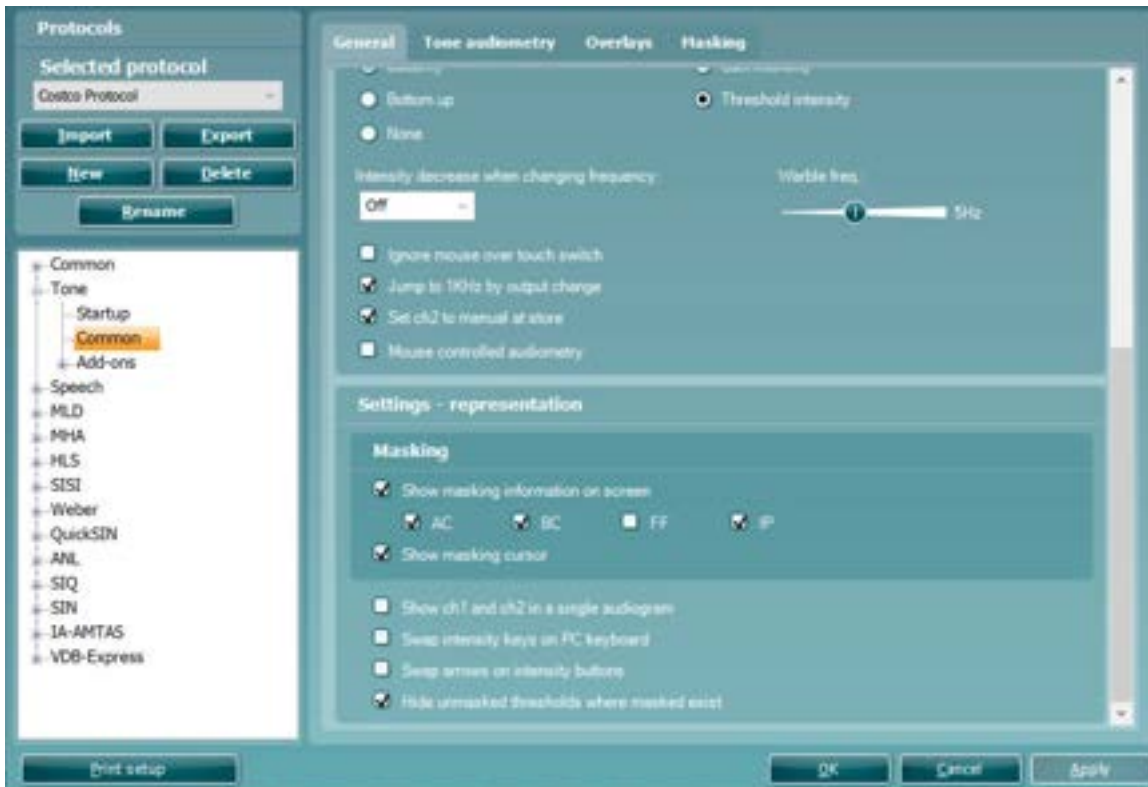 Protocols
Selected protocol
Costco Protocol
Import Export
New Delete
Rename
Common
Tone
Startup
Common
Add-ons
Speech
MLD
MHA
HLS
SISI
Weber
QuickSIN
ANL
SIQ
SIN
IA-AMTAS
VDB-Express
Print setup
General Tone audiometry Overlays Masking
Bottom up Threshold intensity
None
Intensity decrease when changing frequency Warble freq.
Off 5Hz
Ignore mouse over touch switch
Jump to 1KHz by output change
Set ch2 to manual at store
Mouse controlled audiometry
Settings - representation
Masking
Show masking information on screen
AC BC FF IP
Show masking cursor
Show ch1 and ch2 in a single audiogram
Swap intensity keys on PC keyboard
Swap arrows on intensity buttons
Hide unmasked thresholds where masked exist
OK Cancel Apply